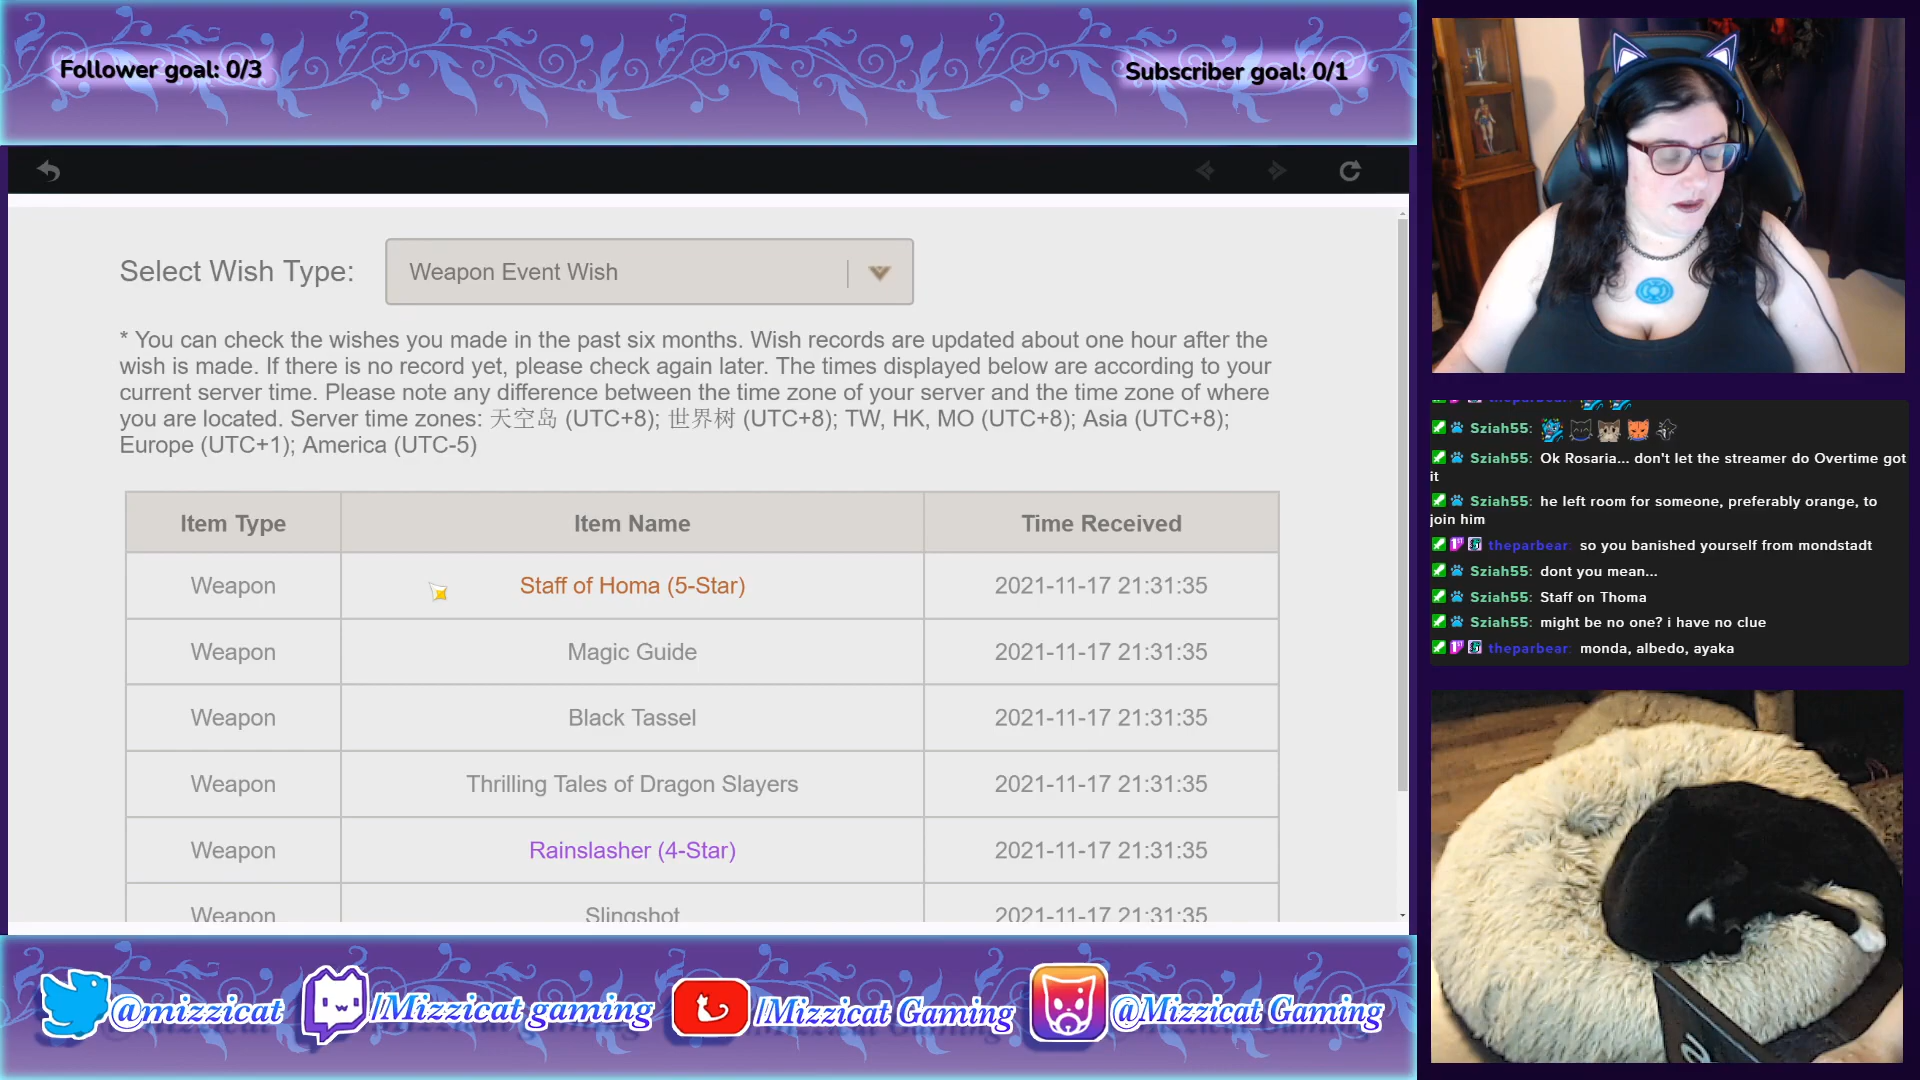 Follower goal: 0/3
Subscriber goal: 0/1
Select Wish Type:
Weapon Event Wish
* You can check the wishes you made in the past six months. Wish records are updated about one hour after the
wish is made. If there is no record yet, please check again later. The times displayed below are according to your
current server time. Please note any difference between the time zone of your server and the time zone of where
you are located. Server time zones: 天空岛 (UTC+8); 世界树 (UTC+8); TW, HK, MO (UTC+8); Asia (UTC+8);
Europe (UTC+1); America (UTC-5)
Item Type Item Name Time Received
Weapon Staff of Homa (5-Star) 2021-11-17 21:31:35
Weapon Magic Guide 2021-11-17 21:31:35
Weapon Black Tassel 2021-11-17 21:31:35
Weapon Thrilling Tales of Dragon Slayers 2021-11-17 21:31:35
Weapon Rainslasher (4-Star) 2021-11-17 21:31:35
Weapon Slingshot 2021-11-17 21:31:35
theparbear:
Sziah55:
Sziah55: Ok Rosaria... don't let the streamer do Overtime got
it
Sziah55: he left room for someone, preferably orange, to
join him
theparbear: so you banished yourself from mondstadt
Sziah55: dont you mean...
Sziah55: Staff on Thoma
Sziah55: might be no one? i have no clue
theparbear: monda, albedo, ayaka
@mizzicat
/Mizzicat gaming
/Mizzicat Gaming
@Mizzicat Gaming